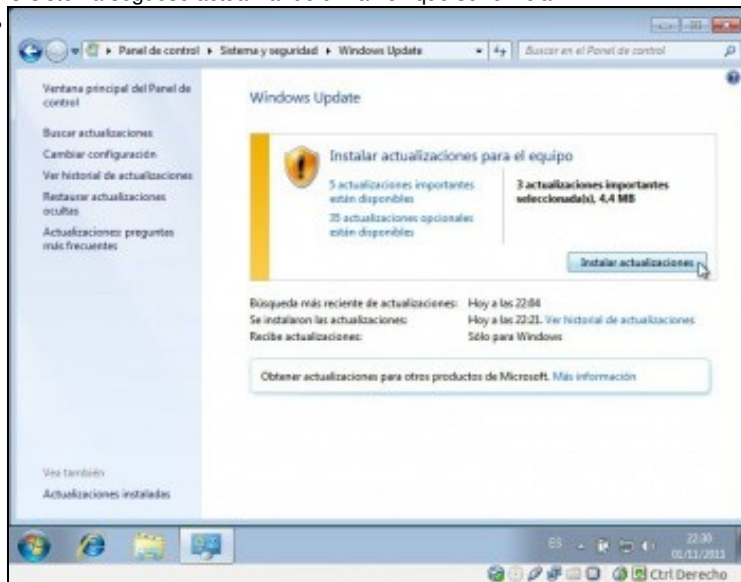 Panel de control ▸ Sistema y seguridad ▸ Windows Update
Buscar en el Panel de control
Ventana principal del Panel de
control
Buscar actualizaciones
Cambiar configuración
Ver historial de actualizaciones
Restaurar actualizaciones
ocultas
Actualizaciones: preguntas
más frecuentes
Windows Update
Instalar actualizaciones para el equipo
5 actualizaciones importantes
están disponibles
35 actualizaciones opcionales
están disponibles
3 actualizaciones importantes
seleccionada(s), 4,4 MB
Instalar actualizaciones
Búsqueda más reciente de actualizaciones: Hoy a las 22:04
Se instalaron las actualizaciones: Hoy a las 22:21. Ver historial de actualizaciones
Recibe actualizaciones: Sólo para Windows
Obtener actualizaciones para otros productos de Microsoft. Más información
Vea también
Actualizaciones instaladas
ES
22:30
01/11/2011
Ctrl Derecho